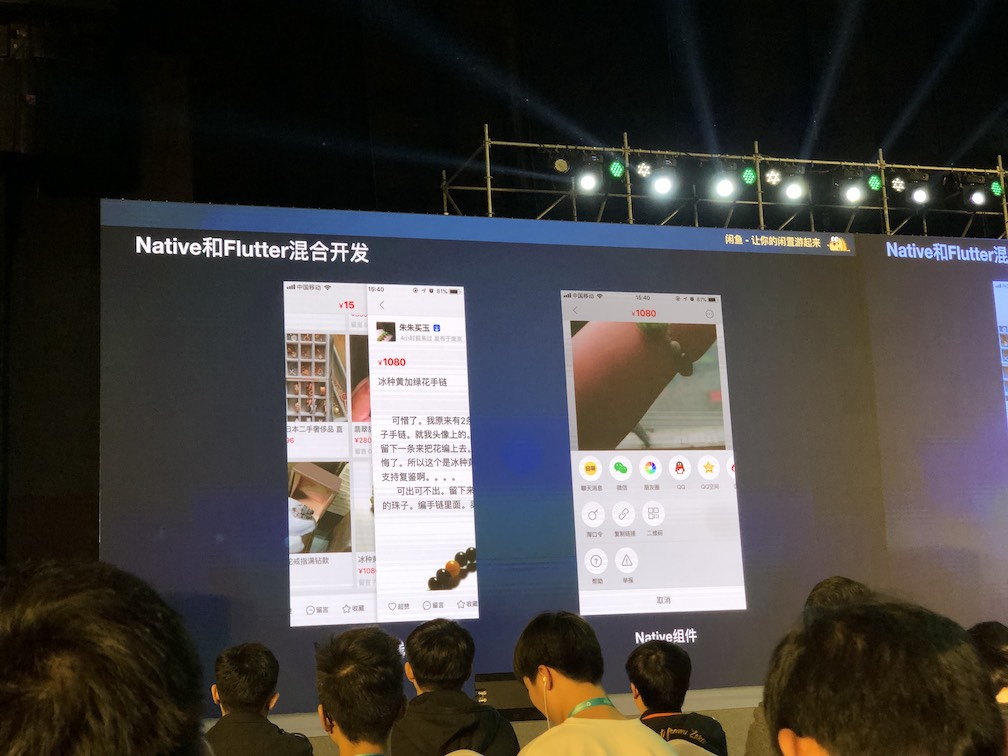 Native和Flutter混合开发
闲鱼 - 让你的闲置游起来
Native和Flutter混
中国移动
¥15
日本二手奢侈品 直
翡翠
¥280
戒指满钻款
冰种黄
¥108
留言
收藏
15:40
81%
朱朱买玉
¥1080
冰种黄加绿花手链
可惜了。我原来有2条
子手链。就我头像上的。
留下一条来把花编上去。
悔了。所以这个是冰种黄
支持复鉴啊。。。。
可出可不出。留下来
的珠子。编手链里面。
超赞
留言
收藏
中国移动
15:40
81%
¥1080
聊天消息
微信
朋友圈
QQ
QQ空间
淘口令
复制链接
二维码
帮助
举报
取消
Native组件